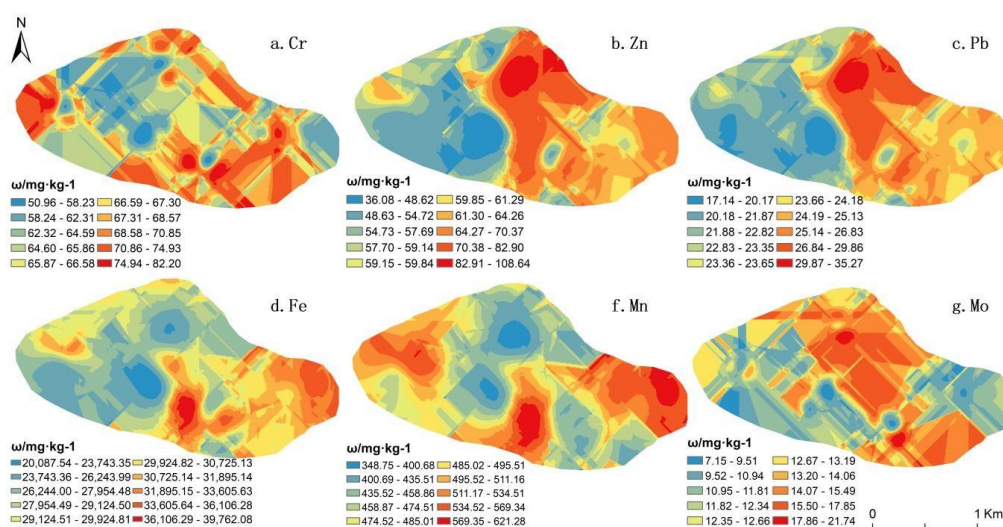 N
a.Cr
b.Zn
c.Pb
ω/mg·kg-1
50.96 - 58.23 66.59 - 67.30
58.24 - 62.31 67.31 - 68.57
62.32 - 64.59 68.58 - 70.85
64.60 - 65.86 70.86 - 74.93
65.87 - 66.58 74.94 - 82.20
ω/mg·kg-1
36.08 - 48.62 59.85 - 61.29
48.63 - 54.72 61.30 - 64.26
54.73 - 57.69 64.27 - 70.37
57.70 - 59.14 70.38 - 82.90
59.15 - 59.84 82.91 - 108.64
ω/mg·kg-1
17.14 - 20.17 23.66 - 24.18
20.18 - 21.87 24.19 - 25.13
21.88 - 22.82 25.14 - 26.83
22.83 - 23.35 26.84 - 29.86
23.36 - 23.65 29.87 - 35.27
d.Fe
f.Mn
g.Mo
ω/mg·kg-1
20,087.54 - 23,743.35 29,924.82 - 30,725.13
23,743.36 - 26,243.99 30,725.14 - 31,895.14
26,244.00 - 27,954.48 31,895.15 - 33,605.63
27,954.49 - 29,124.50 33,605.64 - 36,106.28
29,124.51 - 29,924.81 36,106.29 - 39,762.08
ω/mg·kg-1
348.75 - 400.68 485.02 - 495.51
400.69 - 435.51 495.52 - 511.16
435.52 - 458.86 511.17 - 534.51
458.87 - 474.51 534.52 - 569.34
474.52 - 485.01 569.35 - 621.28
ω/mg·kg-1
7.15 - 9.51 12.67 - 13.19
9.52 - 10.94 13.20 - 14.06
10.95 - 11.81 14.07 - 15.49
11.82 - 12.34 15.50 - 17.85
12.35 - 12.66 17.86 - 21.74
0 1 Km